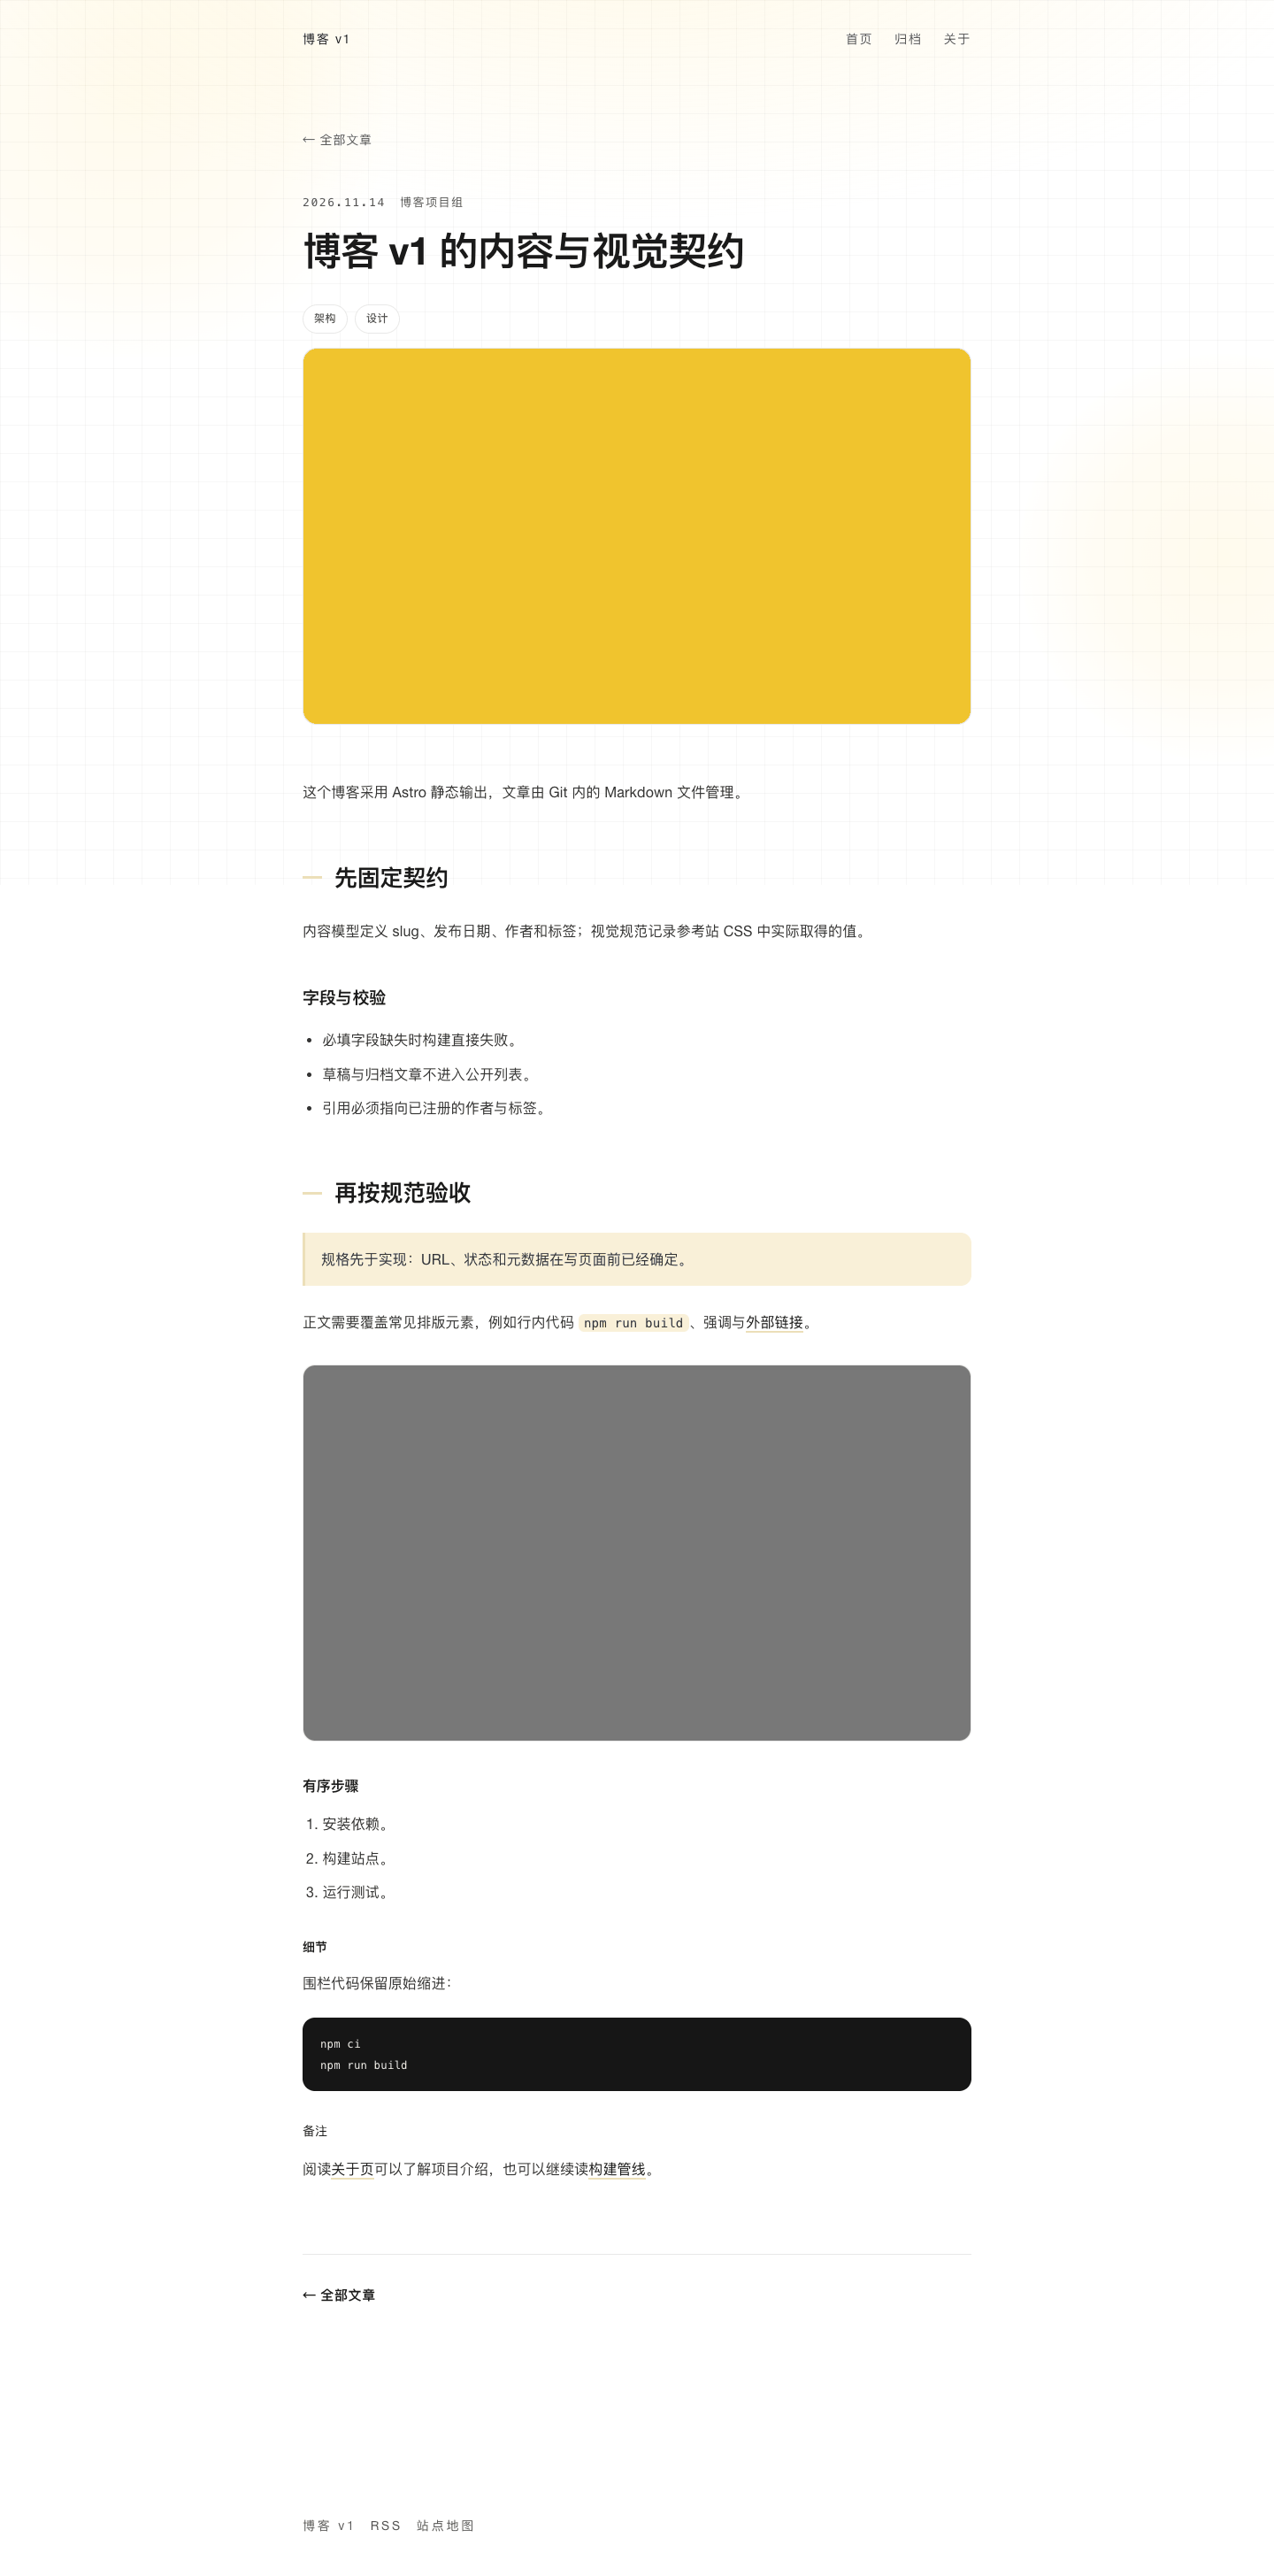 博客 v1
首页 归档 关于
← 全部文章
2026.11.14 博客项目组
博客 v1 的内容与视觉契约
架构 设计
这个博客采用 Astro 静态输出，文章由 Git 内的 Markdown 文件管理。
先固定契约
内容模型定义 slug、发布日期、作者和标签；视觉规范记录参考站 CSS 中实际取得的值。
字段与校验
• 必填字段缺失时构建直接失败。
• 草稿与归档文章不进入公开列表。
• 引用必须指向已注册的作者与标签。
再按规范验收
规格先于实现：URL、状态和元数据在写页面前已经确定。
正文需要覆盖常见排版元素，例如行内代码 npm run build、强调与外部链接。
有序步骤
1. 安装依赖。
2. 构建站点。
3. 运行测试。
细节
围栏代码保留原始缩进：
npm ci
npm run build
备注
阅读关于页可以了解项目介绍，也可以继续读构建管线。
← 全部文章
博客 v1 RSS 站点地图